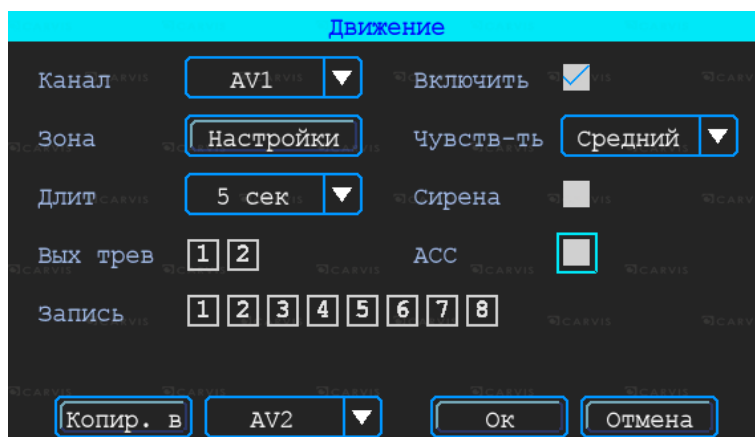 Движение
Канал AV1 Включить
Зона Настройки Чувств-ть Средний
Длит 5 сек Сирена
Вых трев 1 2 ACC
Запись 1 2 3 4 5 6 7 8
Копир. в AV2 Ок Отмена
CARVIS